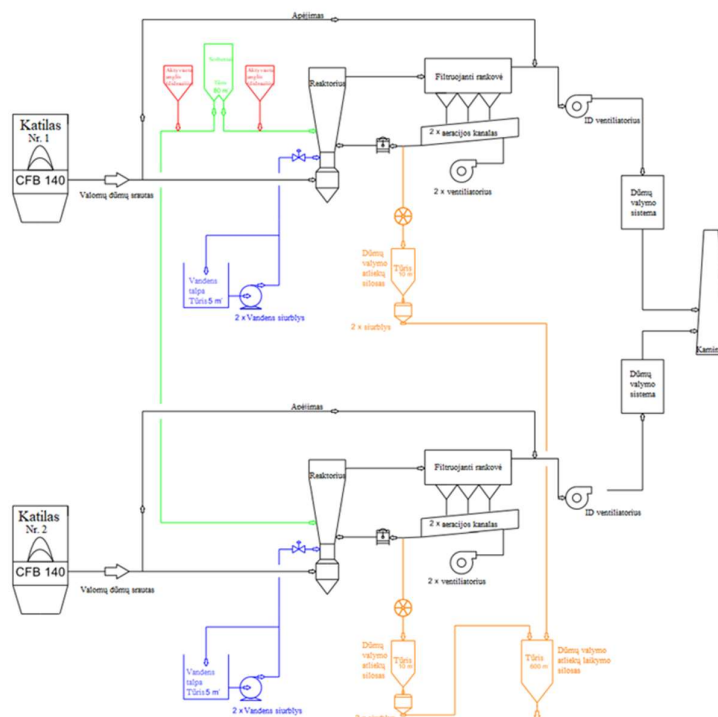 Apėjimas
Tūris
Reaktorius
Filtruojanti rankovė
ID ventiliatorius
Katilas
Nr. 1
CFB 140
Valomų dūmų srautas
2 x aeracijos kanalas
2 x ventiliatorius
Dūmų
valymo
sistema
Vandens
talpa
Tūris 5 m³
2 x Vandens siurblys
Dūmų
valymo
atliekų
silosas
Tūris
2 x siurblys
Kamin
Dūmų
valymo
sistema
Apėjimas
Reaktorius
Filtruojanti rankovė
ID ventiliatorius
Katilas
Nr. 2
CFB 140
Valomų dūmų srautas
2 x aeracijos kanalas
2 x ventiliatorius
Vandens
talpa
Tūris 5 m³
2 x Vandens siurblys
Dūmų
valymo
atliekų
silosas
Tūris
Tūris
600 m³
Dūmų valymo
atliekų laikymo
silosas